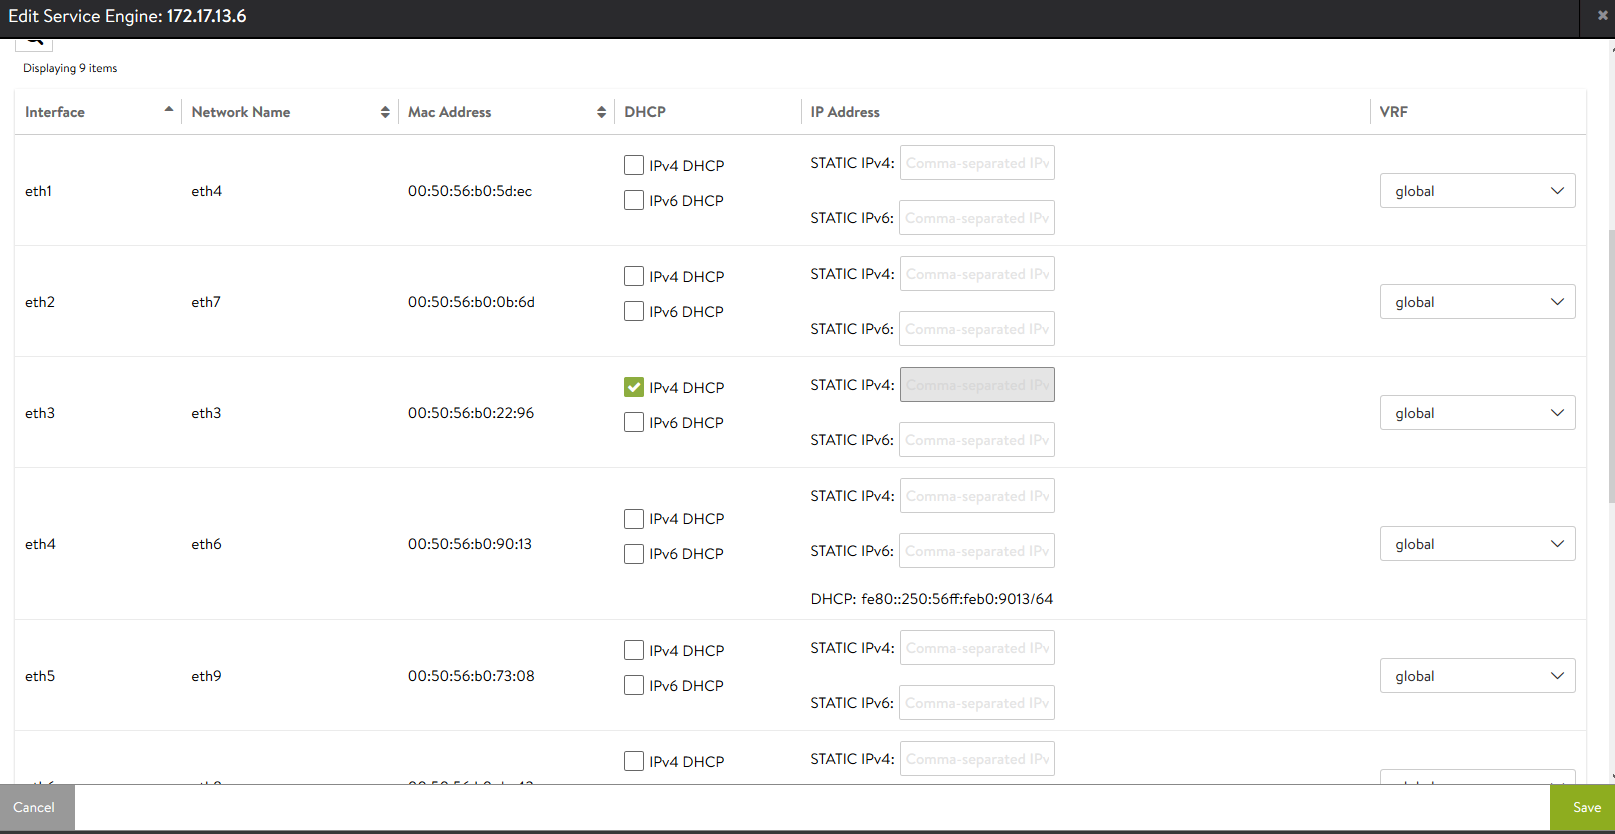 Edit Service Engine: 172.17.13.6
Displaying 9 items
Interface Network Name Mac Address DHCP IP Address VRF
eth1 eth4 00:50:56:b0:5d:ec
IPv4 DHCP
IPv6 DHCP
STATIC IPv4: Comma-separated IPv
STATIC IPv6: Comma-separated IPv
global
eth2 eth7 00:50:56:b0:0b:6d
IPv4 DHCP
IPv6 DHCP
STATIC IPv4: Comma-separated IPv
STATIC IPv6: Comma-separated IPv
global
eth3 eth3 00:50:56:b0:22:96
IPv4 DHCP
IPv6 DHCP
STATIC IPv4: Comma-separated IPv
STATIC IPv6: Comma-separated IPv
global
eth4 eth6 00:50:56:b0:90:13
IPv4 DHCP
IPv6 DHCP
STATIC IPv4: Comma-separated IPv
STATIC IPv6: Comma-separated IPv
DHCP: fe80::250:56ff:feb0:9013/64
global
eth5 eth9 00:50:56:b0:73:08
IPv4 DHCP
IPv6 DHCP
STATIC IPv4: Comma-separated IPv
STATIC IPv6: Comma-separated IPv
global
IPv4 DHCP
STATIC IPv4: Comma-separated IPv
Cancel Save